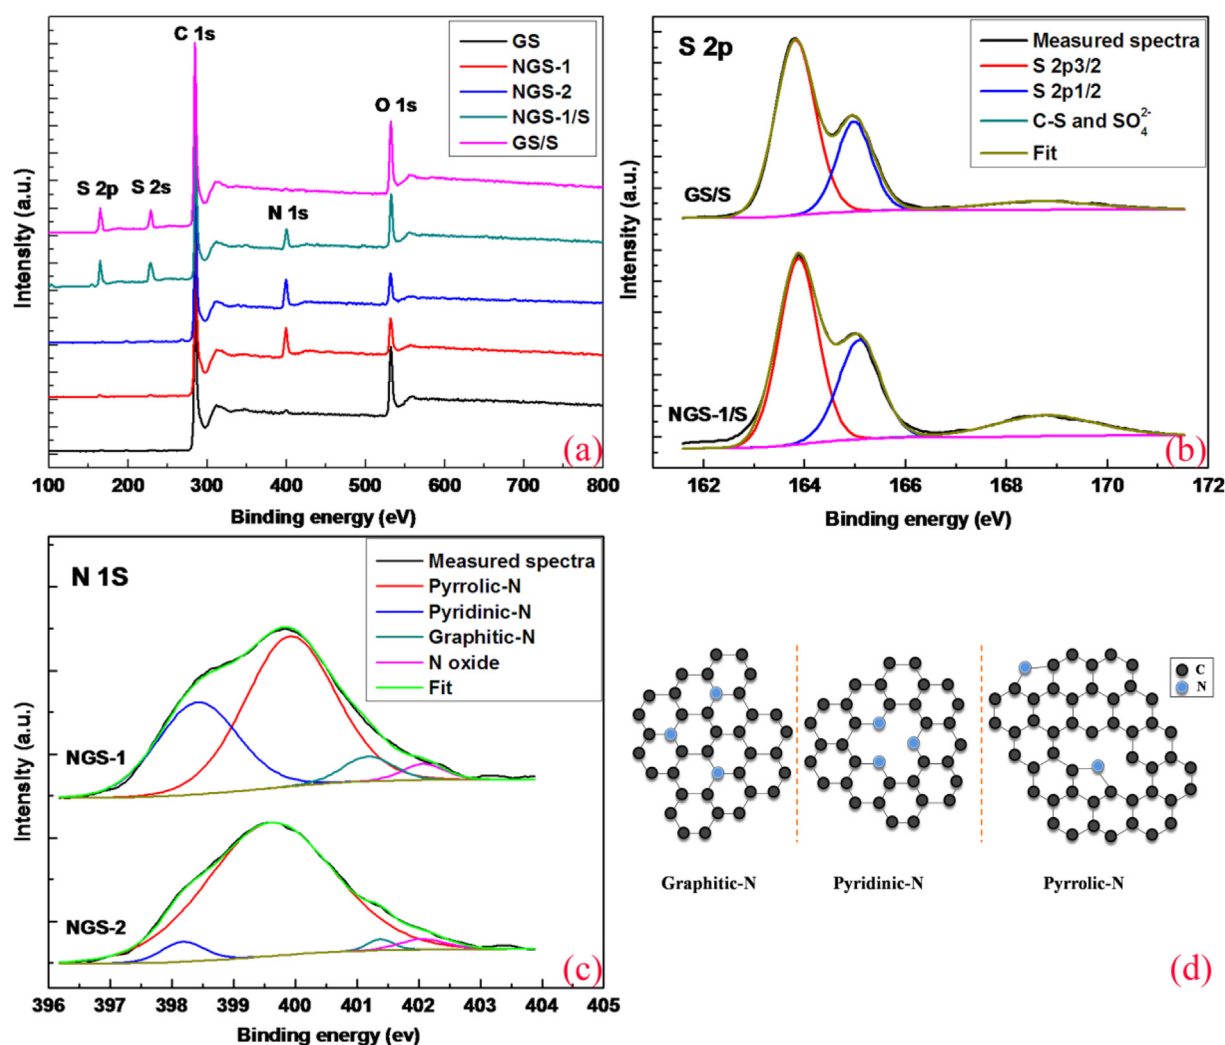 C 1s
GS
NGS-1
NGS-2
NGS-1/S
GS/S
O 1s
S 2p
S 2s
N 1s
Intensity (a.u.)
(a)
100 200 300 400 500 600 700 800
Binding energy (eV)
S 2p
Measured spectra
S 2p3/2
S 2p1/2
C-S and SO₄²⁻
Fit
GS/S
NGS-1/S
Intensity (a.u.)
(b)
162 164 166 168 170 172
Binding energy (eV)
N 1S
Measured spectra
Pyrrolic-N
Pyridinic-N
Graphitic-N
N oxide
Fit
NGS-1
NGS-2
Intensity (a.u.)
(c)
396 397 398 399 400 401 402 403 404 405
Binding energy (ev)
C
N
Graphitic-N
Pyridinic-N
Pyrrolic-N
(d)